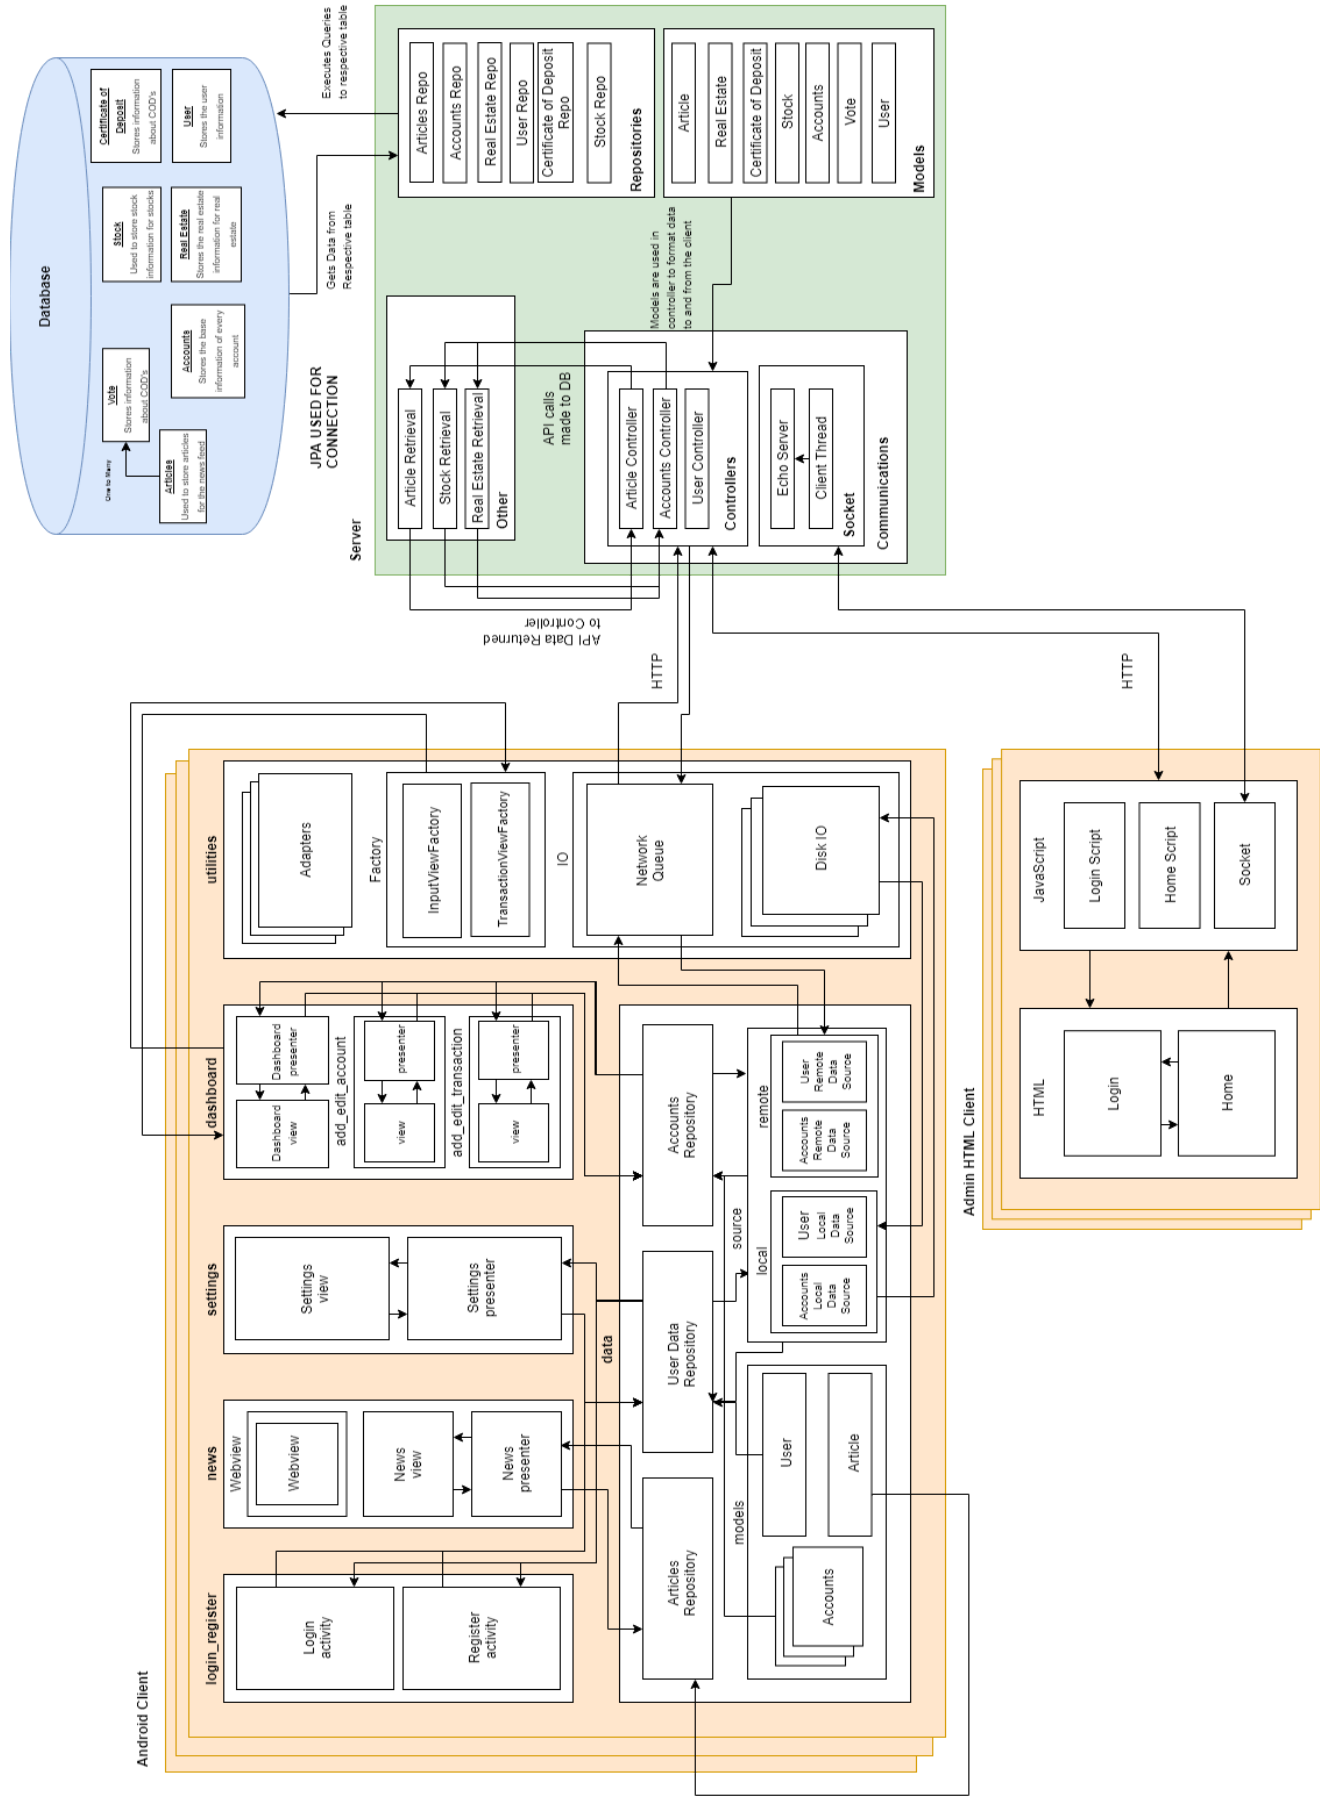 Android Client
login_register
Login
activity
Register
activity
news
Webview
Webview
News
view
News
presenter
settings
Settings
view
Settings
presenter
dashboard
Dashboard
view
Dashboard
presenter
add_edit_account
view
presenter
add_edit_transaction
view
presenter
utilities
Adapters
Factory
InputViewFactory
TransactionViewFactory
IO
Network
Queue
Disk IO
data
Articles
Repository
User Data
Repository
Accounts
Repository
models
Accounts
User
Article
source
local
Accounts
Local
Data
Source
User
Local
Data
Source
remote
Accounts
Remote
Data
Source
User
Remote
Data
Source
Admin HTML Client
HTML
Login
Home
JavaScript
Login Script
Home Script
Socket
HTTP
HTTP
API Data Returned
to Controller
Server
JPA USED FOR
CONNECTION
Article Retrieval
Stock Retrieval
Real Estate Retrieval
Other
API calls
made to DB
Article Controller
Accounts Controller
User Controller
Controllers
Echo Server
Client Thread
Socket
Communications
Models are used in
controller to format data
to and from the client
Articles Repo
Accounts Repo
Real Estate Repo
User Repo
Certificate of Deposit
Repo
Stock Repo
Repositories
Article
Real Estate
Certificate of Deposit
Stock
Accounts
Vote
User
Models
Gets Data from
Respective table
Executes Queries
to respective table
Database
One to Many
Articles
Used to store articles
for the news feed
Vote
Stores information
about COD's
Accounts
Stores the base
information of every
account
Stock
Used to store stock
information for stocks
Real Estate
Stores the real estate
information for real
estate
Certificate of
Deposit
Stores information
about COD's
User
Stores the user
information